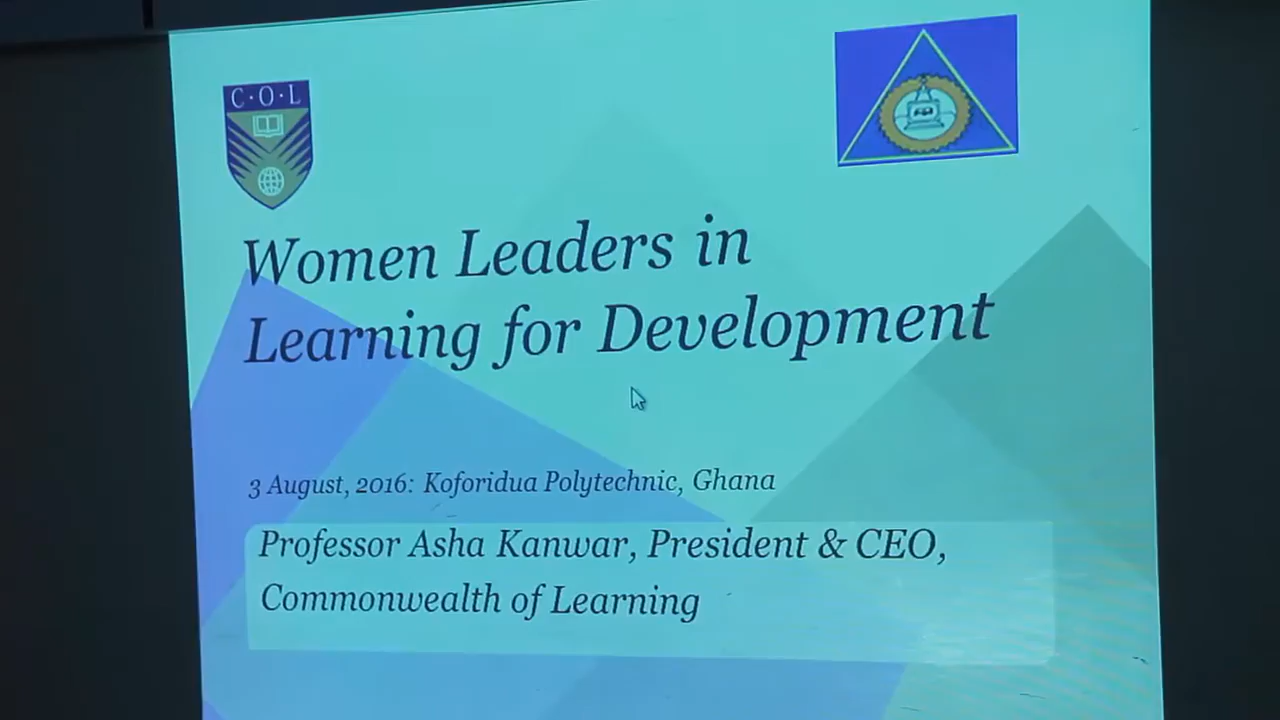 C·O·L
Women Leaders in
Learning for Development
3 August, 2016: Koforidua Polytechnic, Ghana
Professor Asha Kanwar, President & CEO,
Commonwealth of Learning